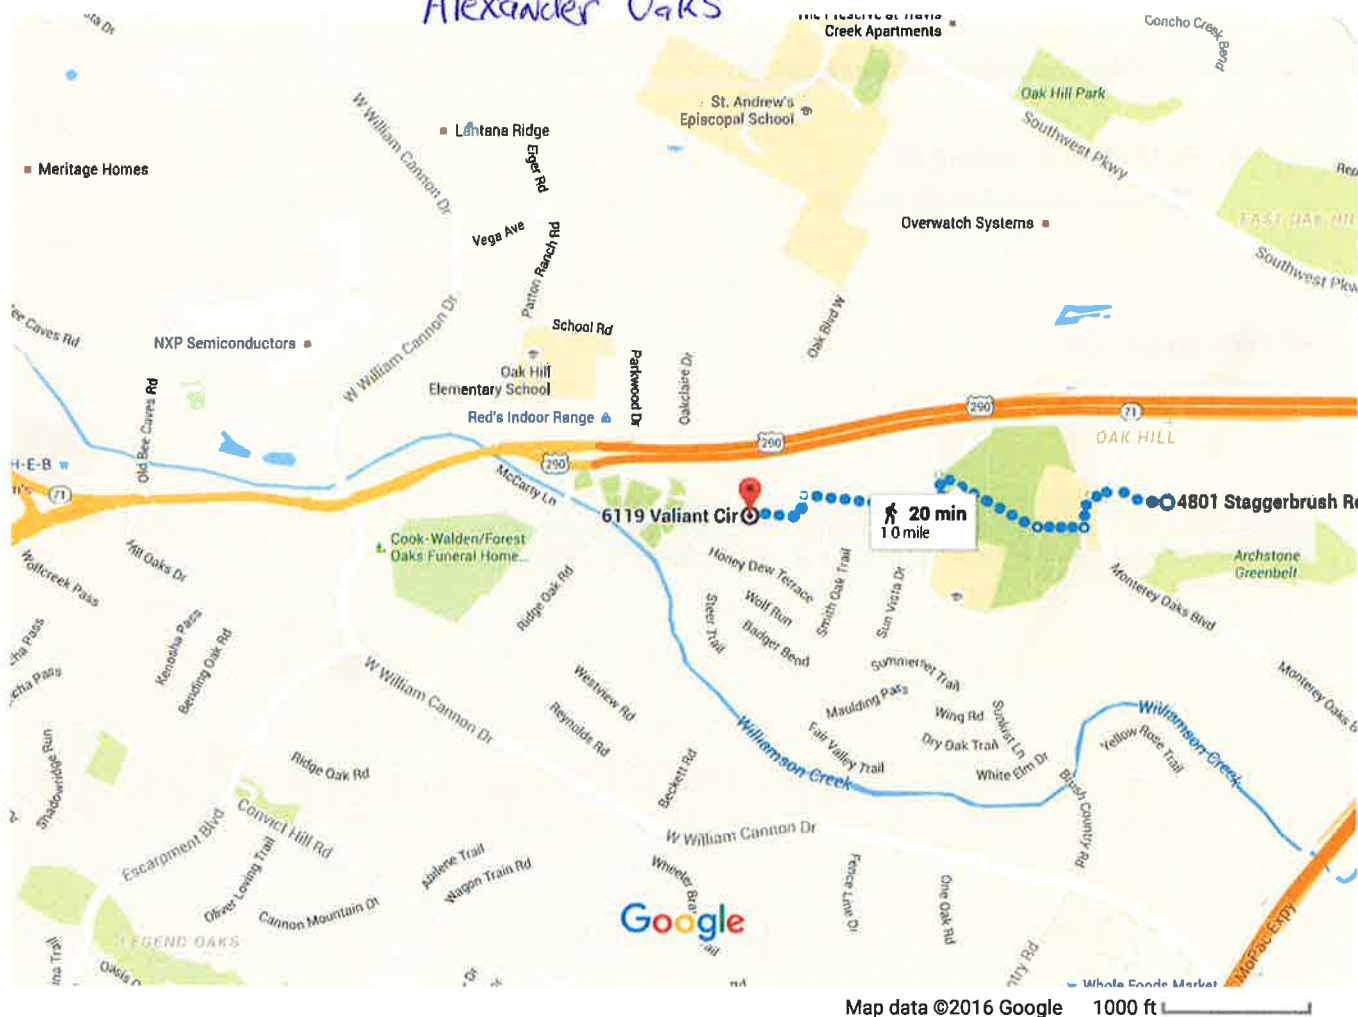 Alexander Oaks
Creek Apartments
Concho Creek Bend
Oak Hill Park
St. Andrew's
Episcopal School
Southwest Pkwy
W William Cannon Dr
Lantana Ridge
Eiger Rd
Meritage Homes
Vega Ave
Patton Ranch Rd
Overwatch Systems
EAST OAK HILL
Southwest Pkwy
W William Cannon Dr
School Rd
Oak Blvd W
NXP Semiconductors
Oak Hill
Elementary School
Parkwood Dr
Oakclaire Dr
Old Bee Caves Rd
Red's Indoor Range
290
71
OAK HILL
290
290
H-E-B
71
McCarty Ln
6119 Valiant Cir
20 min
1.0 mile
4801 Staggerbrush Rd
Cook-Walden/Forest
Oaks Funeral Home...
Archstone
Greenbelt
Hill Oaks Dr
Wolfcreek Pass
Ridge Oak Rd
Honey Dew Terrace
Wolf Run
Badger Bend
Steer Trail
Smith Oak Trail
Sun Vista Dr
Monterey Oaks Blvd
Kenosha Pass
Bending Oak Rd
W William Cannon Dr
Westview Rd
Reynolds Rd
Summerset Trail
Maulding Pass
Wing Rd
Sunkist Ln
Fair Valley Trail
Dry Oak Trail
White Elm Dr
Williamson Creek
Williamson Creek
Yellow Rose Trail
Monterey Oaks B
Shadowridge Run
Ridge Oak Rd
Beckett Rd
Brush Country Rd
Escarpment Blvd
Convict Hill Rd
W William Cannon Dr
Oliver Loving Trail
Abilene Trail
Wagon Train Rd
Cannon Mountain Dr
Fence Line Dr
One Oak Rd
Google
LEGEND OAKS
MoPac Expy
Whole Foods Market
Map data ©2016 Google 1000 ft